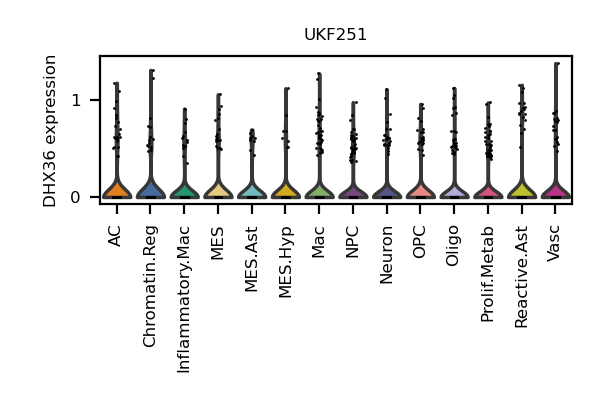 UKF251
DHX36 expression
1
0
AC
Chromatin.Reg
Inflammatory.Mac
MES
MES.Ast
MES.Hyp
Mac
NPC
Neuron
OPC
Oligo
Prolif.Metab
Reactive.Ast
Vasc